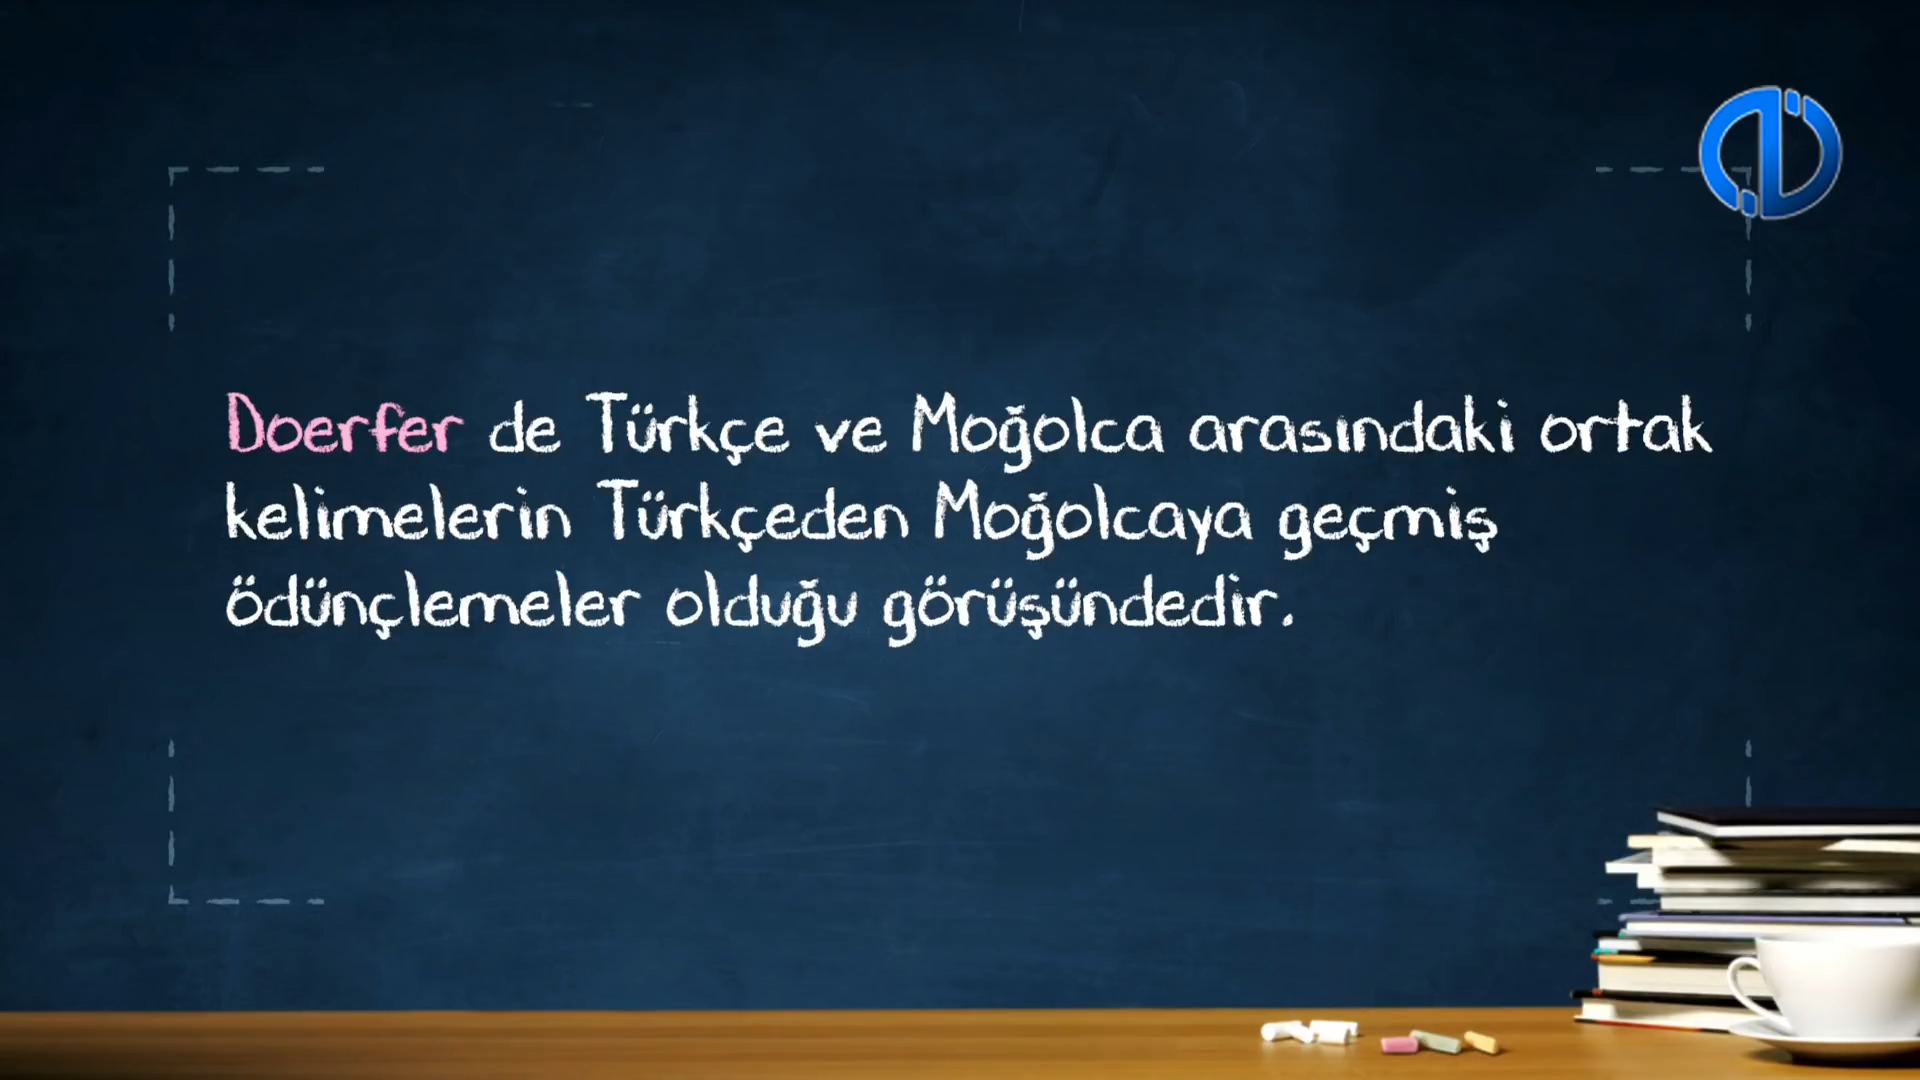 Doerfer de Türkçe ve Moğolca arasındaki ortak
kelimelerin Türkçeden Moğolcaya geçmiş
ödünçlemeler olduğu görüşündedir.